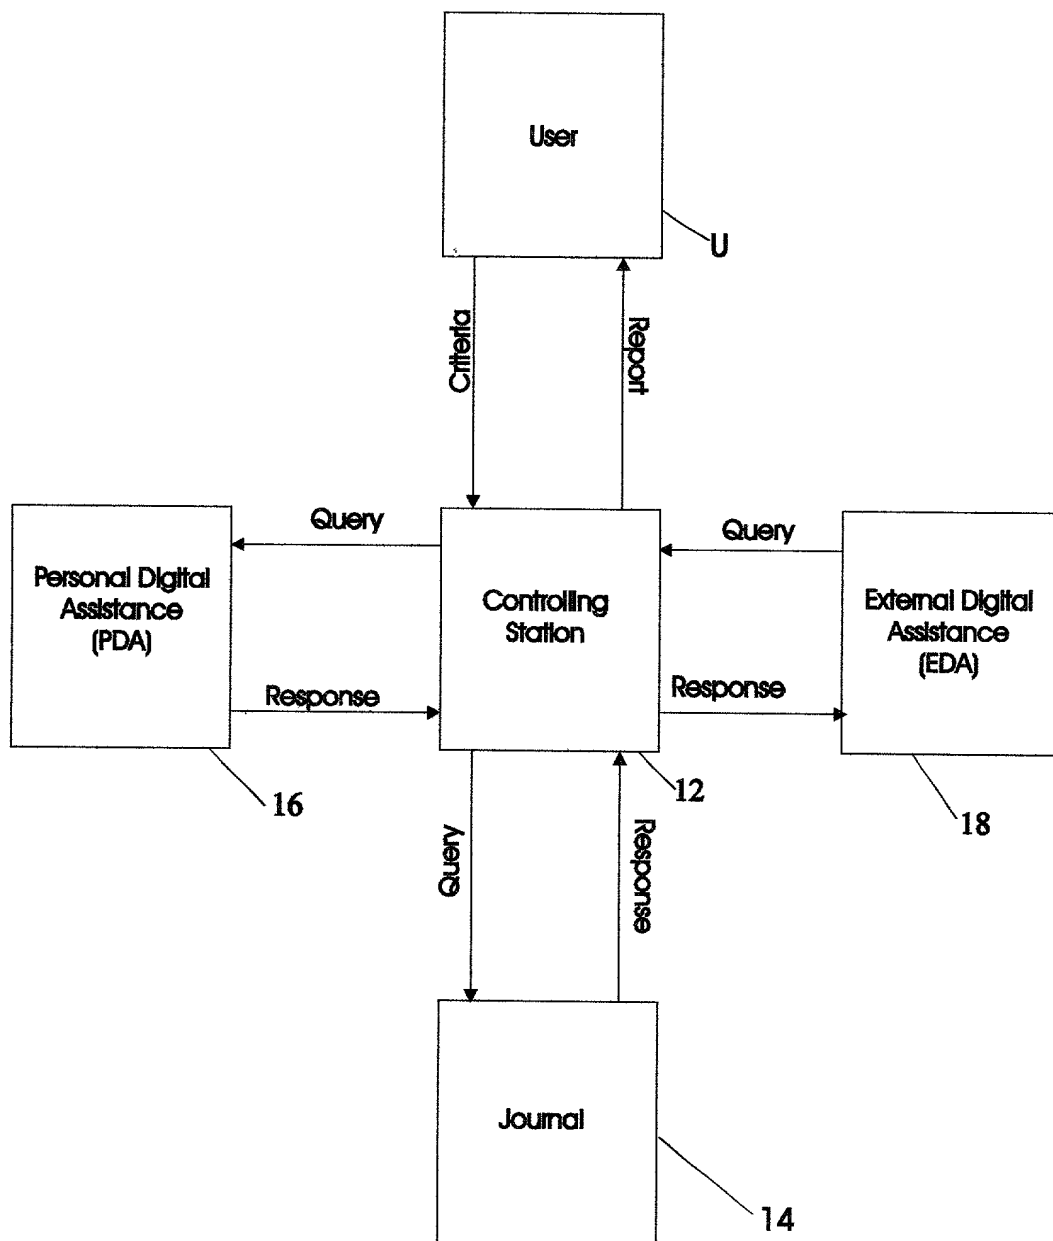 User
U
Criteria
Report
Query
Query
Personal Digital
Assistance
(PDA)
Controlling
Station
External Digital
Assistance
(EDA)
Response
Response
16
12
18
Query
Response
Journal
14